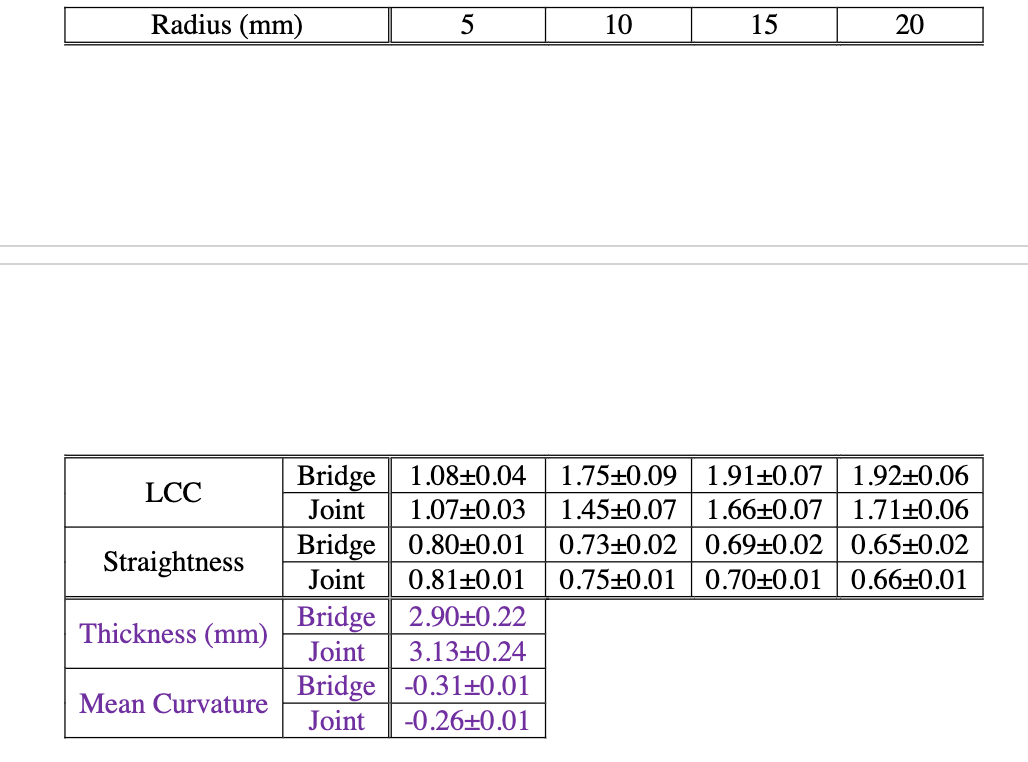 Radius (mm) 5 10 15 20
LCC Bridge 1.08±0.04 1.75±0.09 1.91±0.07 1.92±0.06
Joint 1.07±0.03 1.45±0.07 1.66±0.07 1.71±0.06
Straightness Bridge 0.80±0.01 0.73±0.02 0.69±0.02 0.65±0.02
Joint 0.81±0.01 0.75±0.01 0.70±0.01 0.66±0.01
Thickness (mm) Bridge 2.90±0.22
Joint 3.13±0.24
Mean Curvature Bridge -0.31±0.01
Joint -0.26±0.01